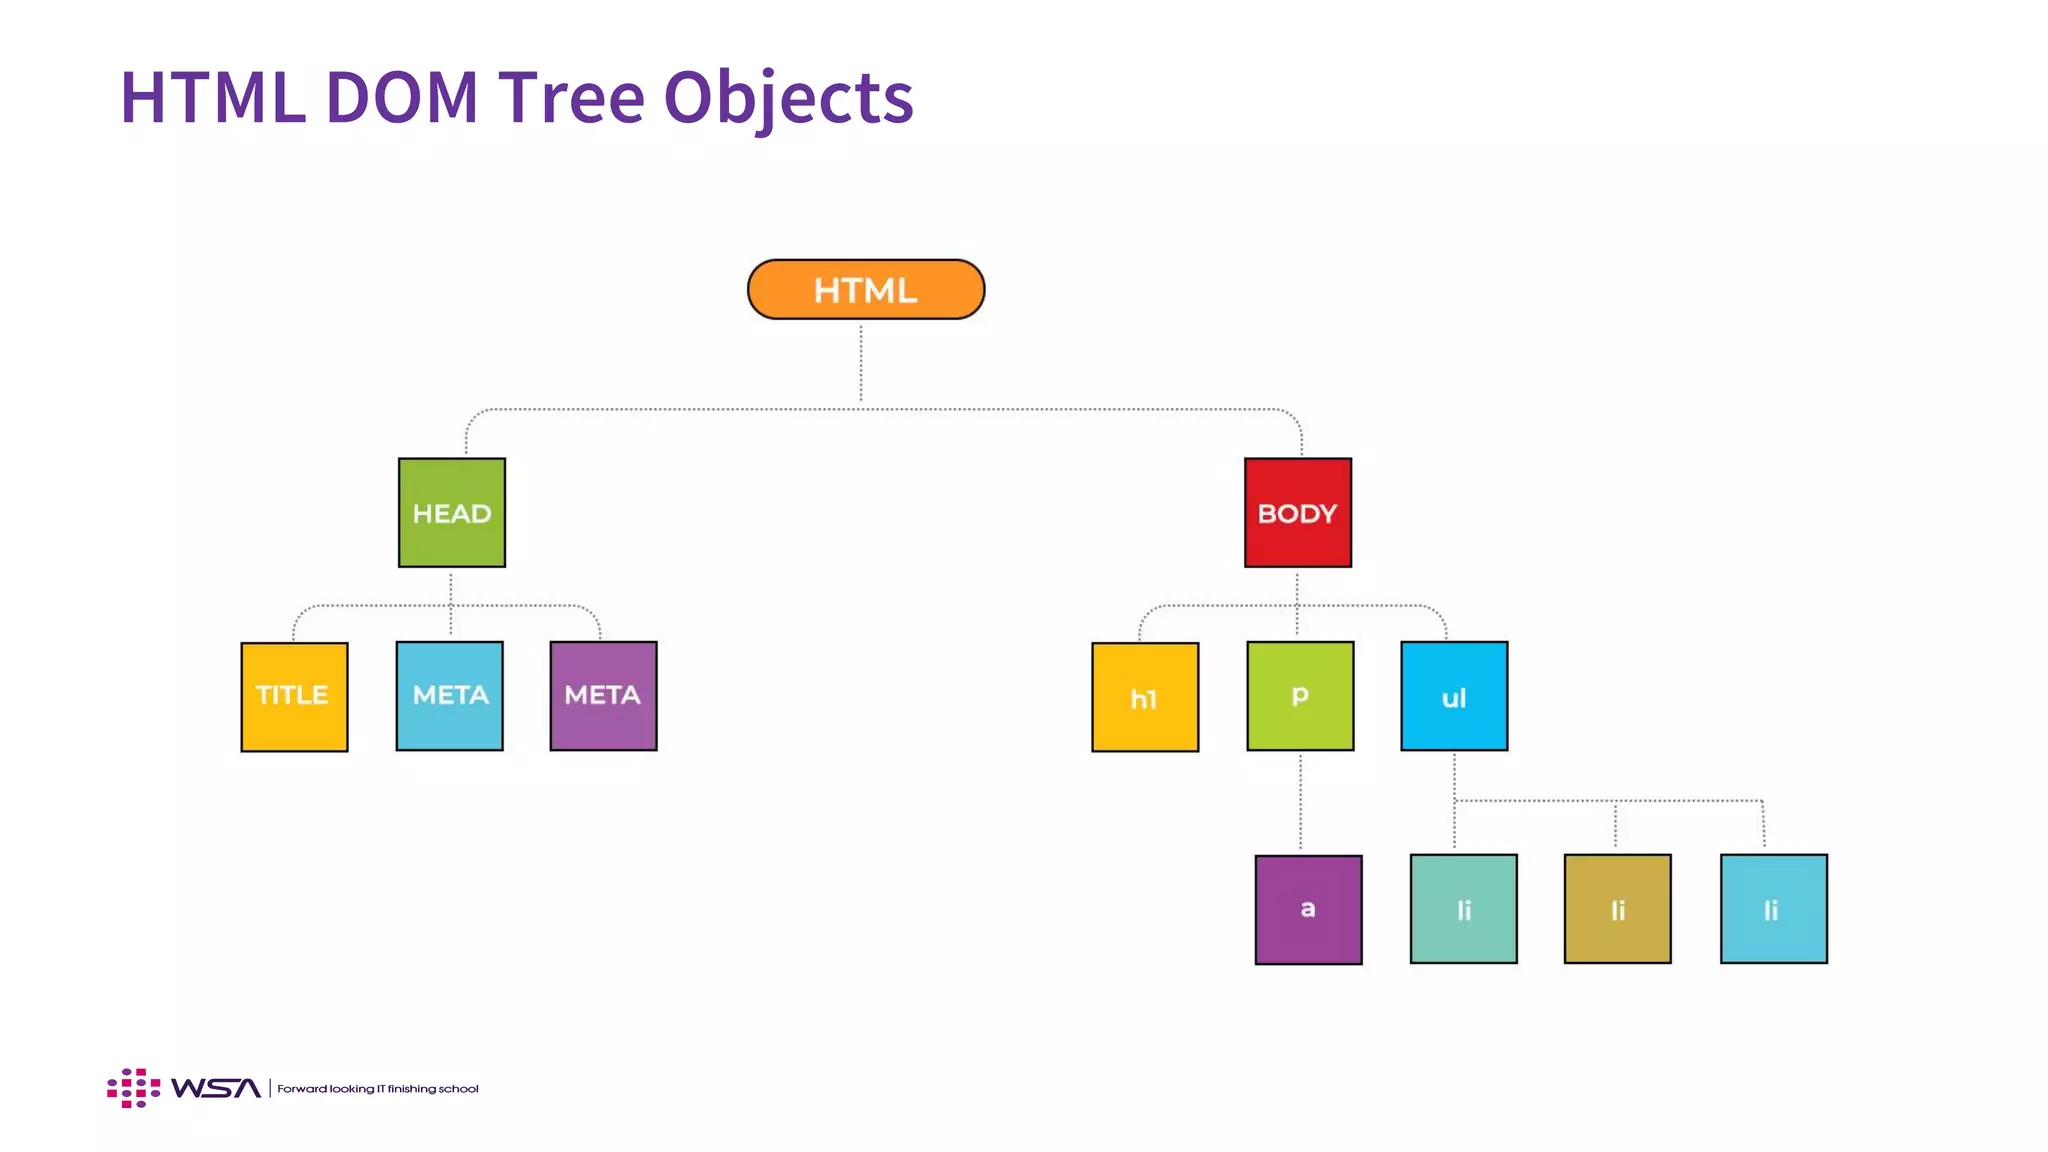 HTML DOM Tree Objects
HTML
HEAD
BODY
TITLE
META
META
h1
p
ul
a
li
li
li
WSA
Forward looking IT finishing school